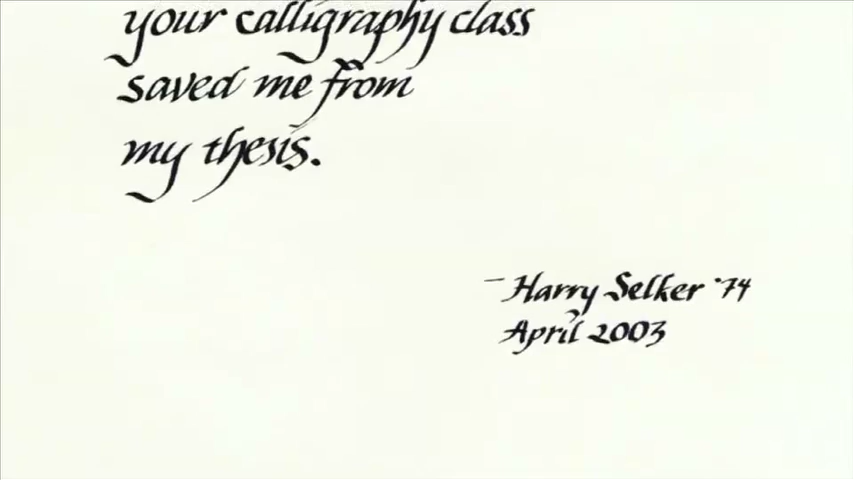 your calligraphy class
saved me from
my thesis.
– Harry Selker '74
April 2003